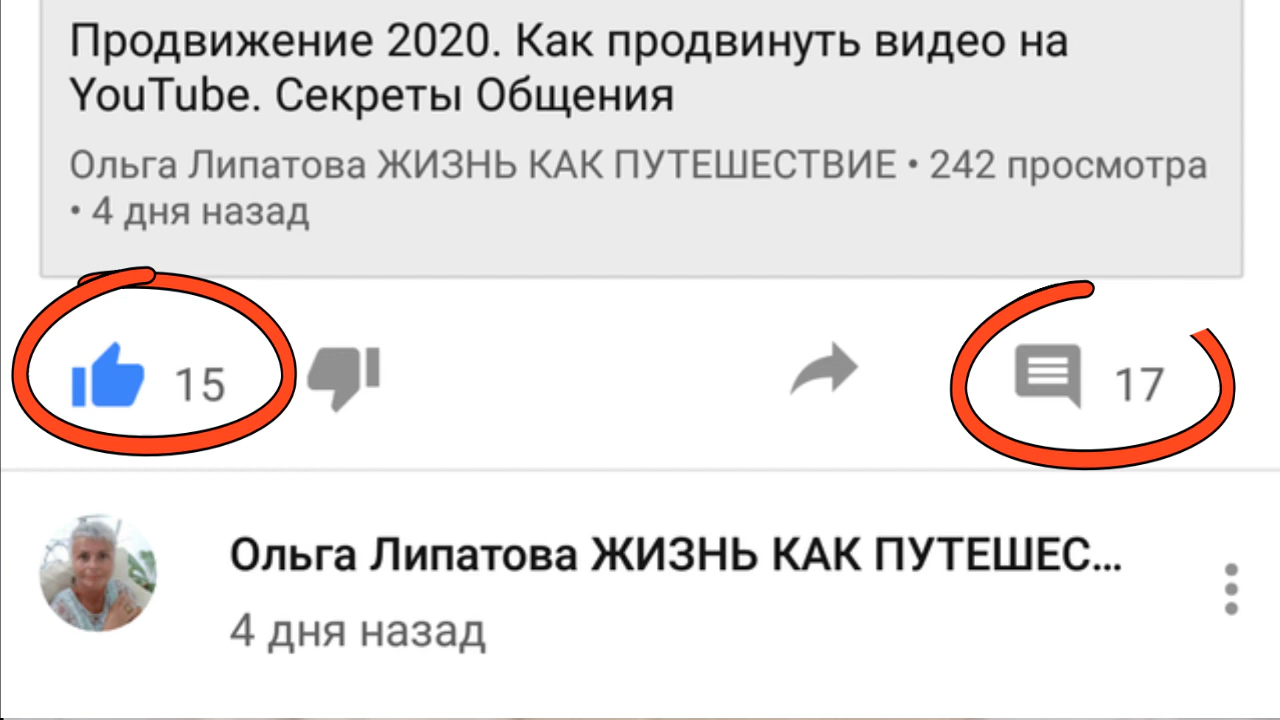 Продвижение 2020. Как продвинуть видео на
YouTube. Секреты Общения
Ольга Липатова ЖИЗНЬ КАК ПУТЕШЕСТВИЕ • 242 просмотра
• 4 дня назад
15
17
Ольга Липатова ЖИЗНЬ КАК ПУТЕШЕС...
4 дня назад